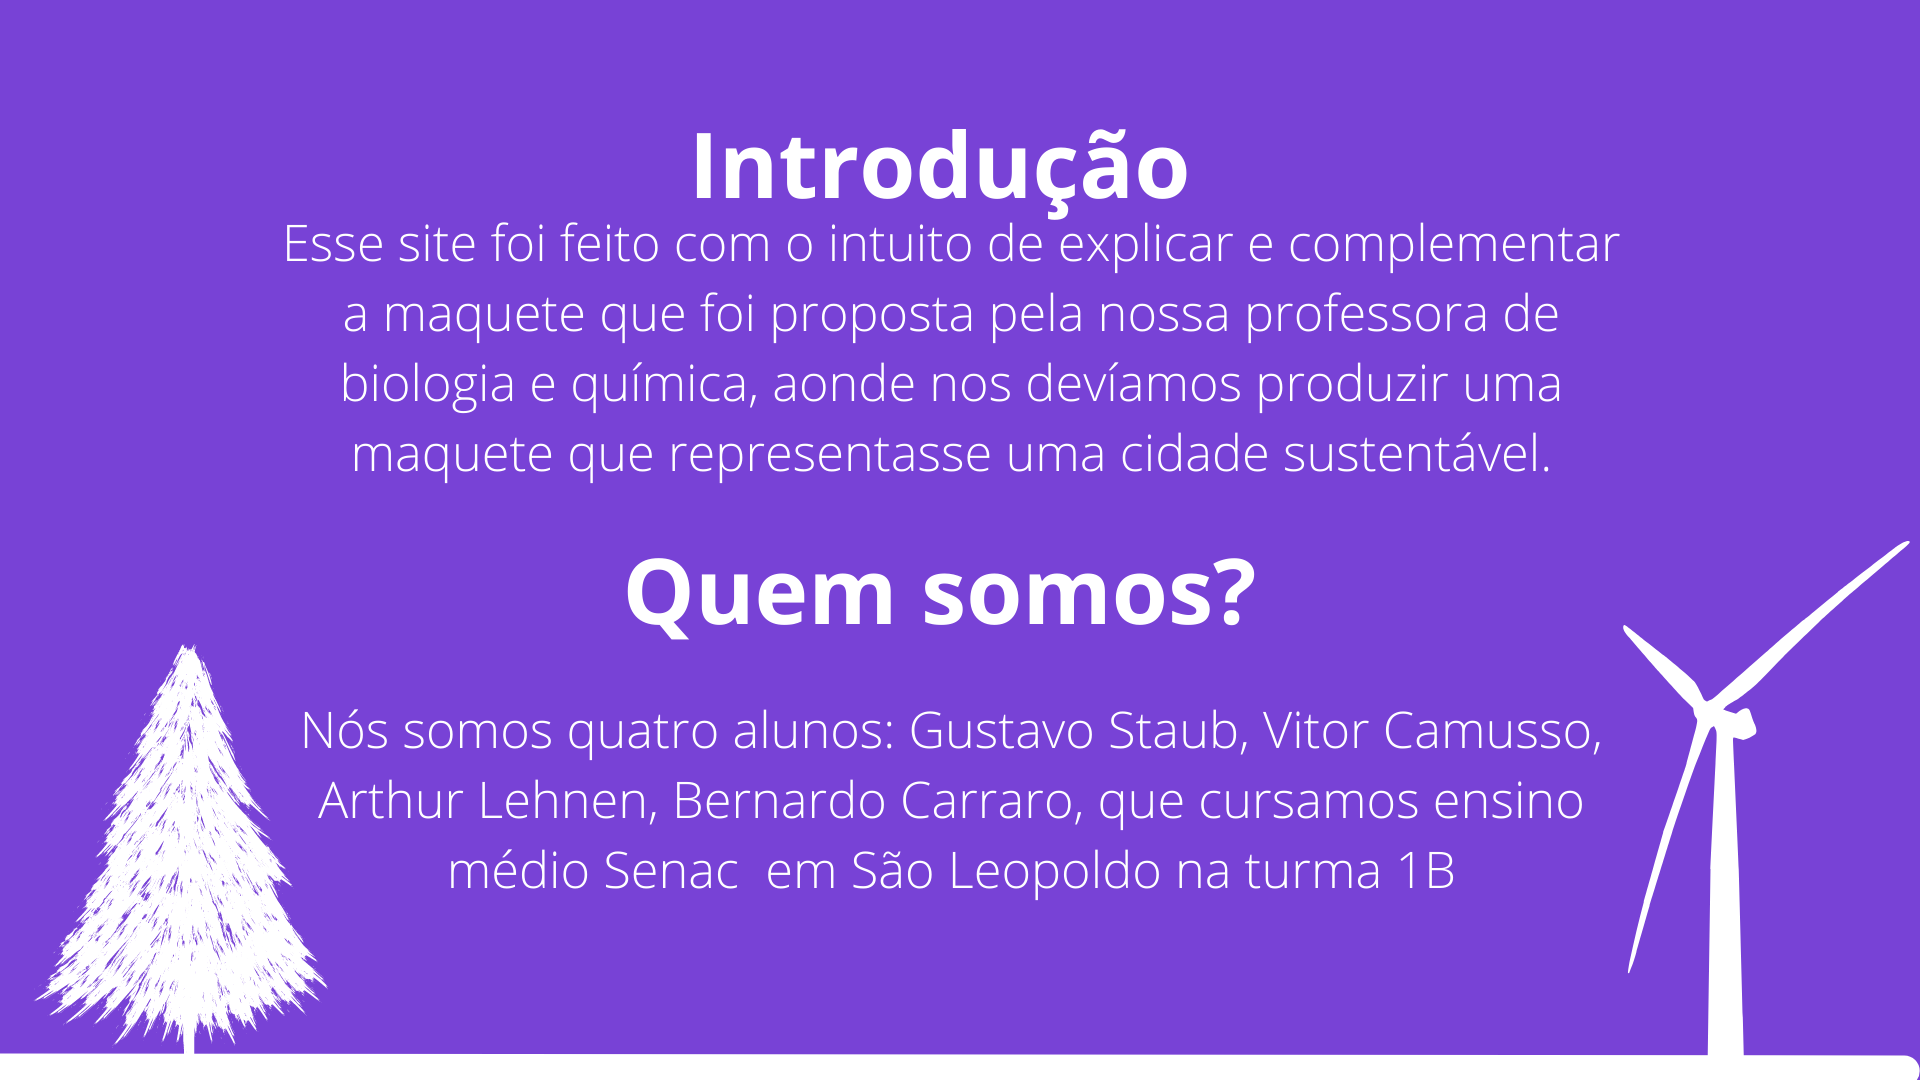 Introdução
Esse site foi feito com o intuito de explicar e complementar
a maquete que foi proposta pela nossa professora de
biologia e química, aonde nos devíamos produzir uma
maquete que representasse uma cidade sustentável.
Quem somos?
Nós somos quatro alunos: Gustavo Staub, Vitor Camusso,
Arthur Lehnen, Bernardo Carraro, que cursamos ensino
médio Senac  em São Leopoldo na turma 1B